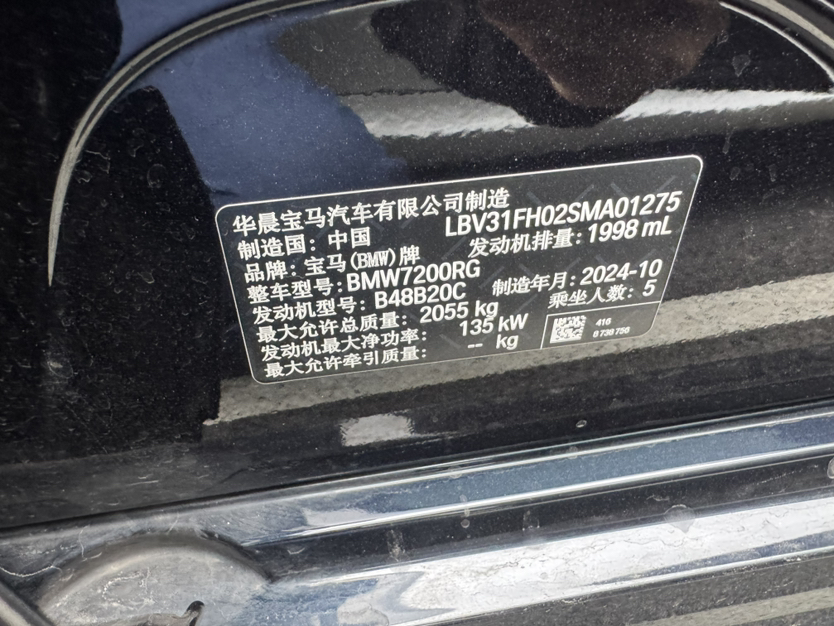 华晨宝马汽车有限公司制造
制造国：中国 LBV31FH02SMA01275
品牌：宝马(BMW)牌 发动机排量：1998 mL
整车型号：BMW7200RG
发动机型号：B48B20C 制造年月：2024-10
最大允许总质量：2055 kg 乘坐人数：5
发动机最大净功率：135 kW
最大允许牵引质量：-- kg
416
8 738 756